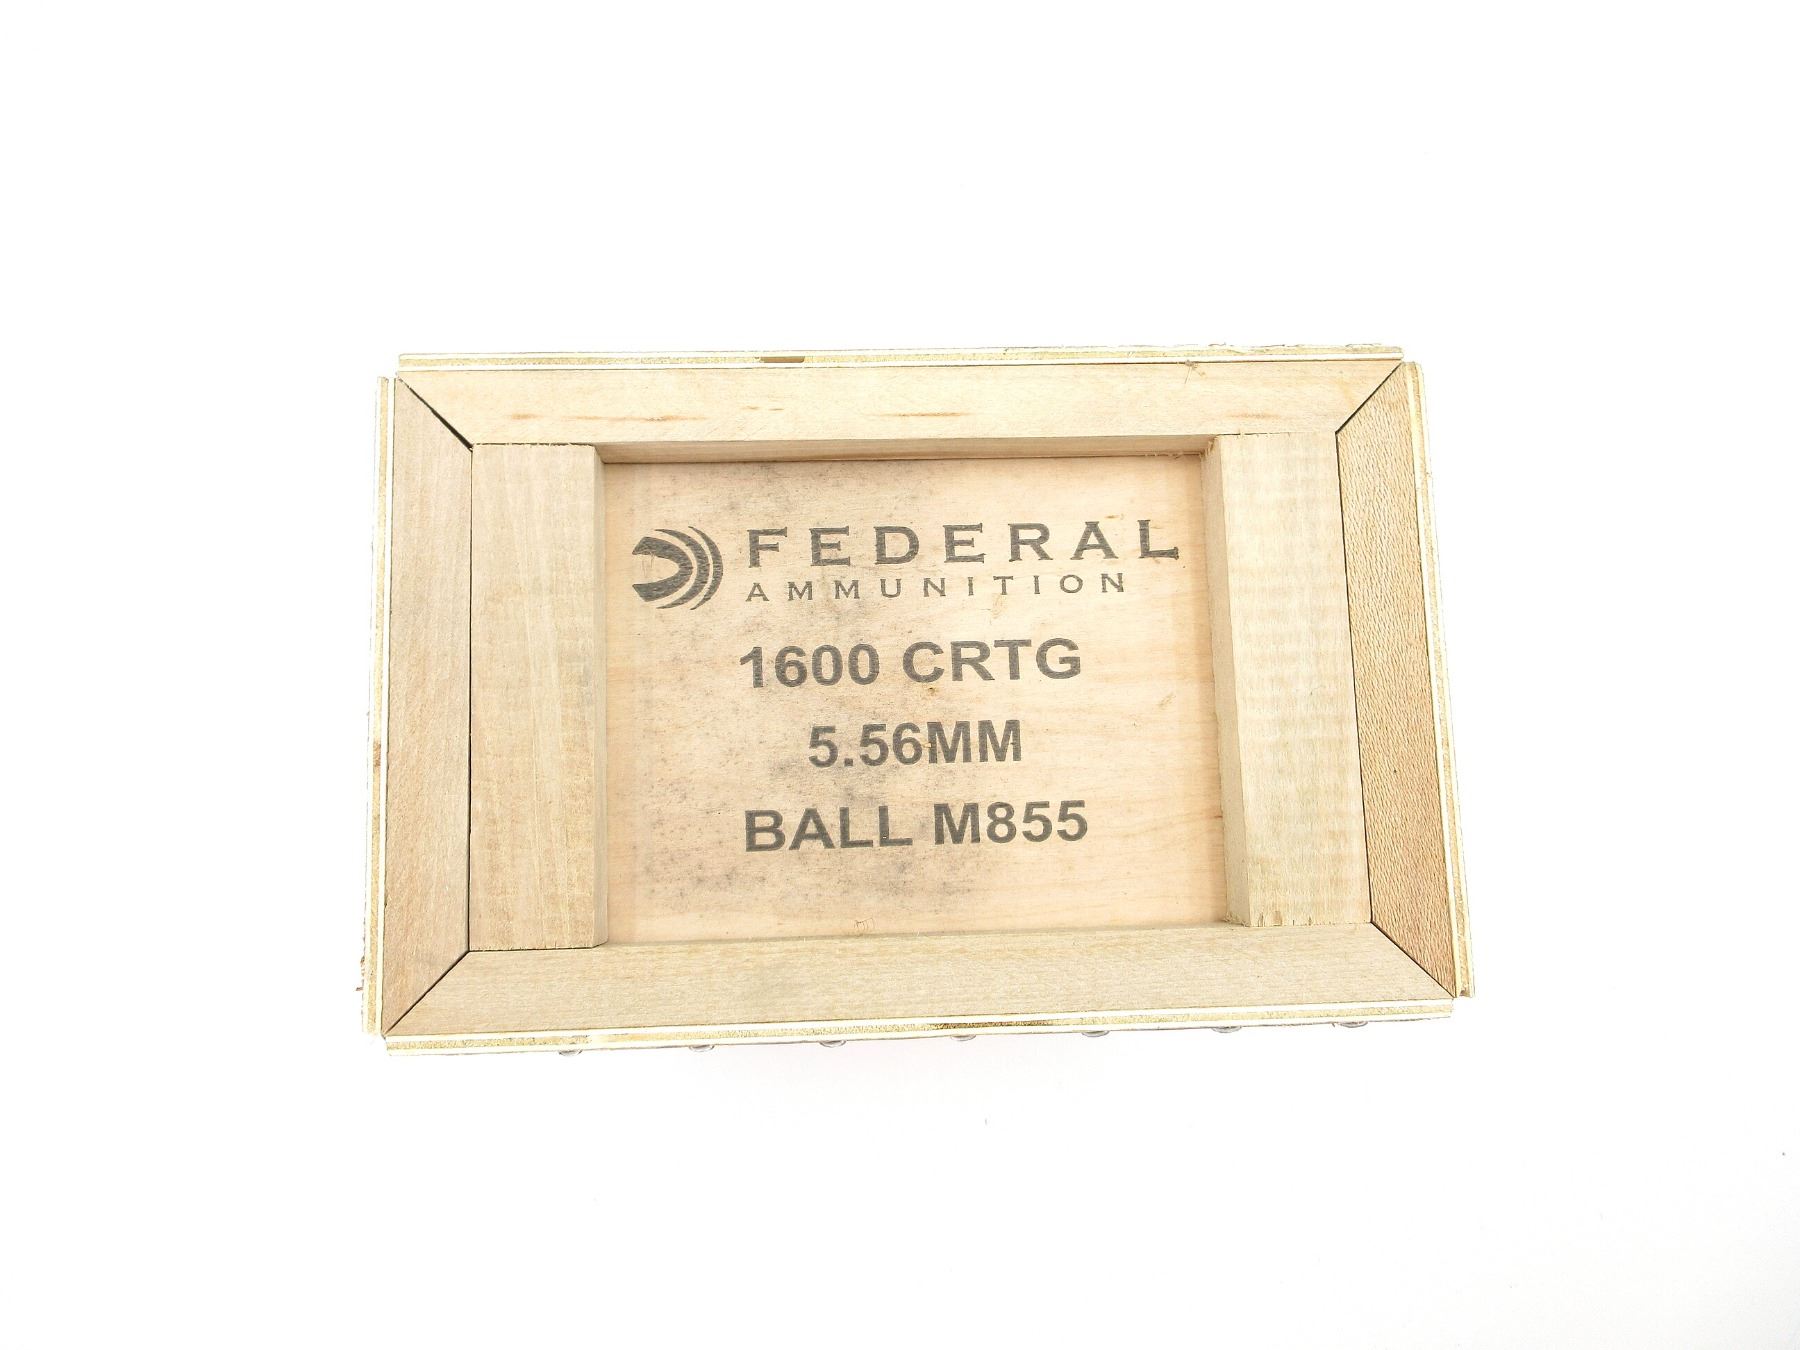 FEDERAL
AMMUNITION
1600 CRTG
5.56MM
BALL M855